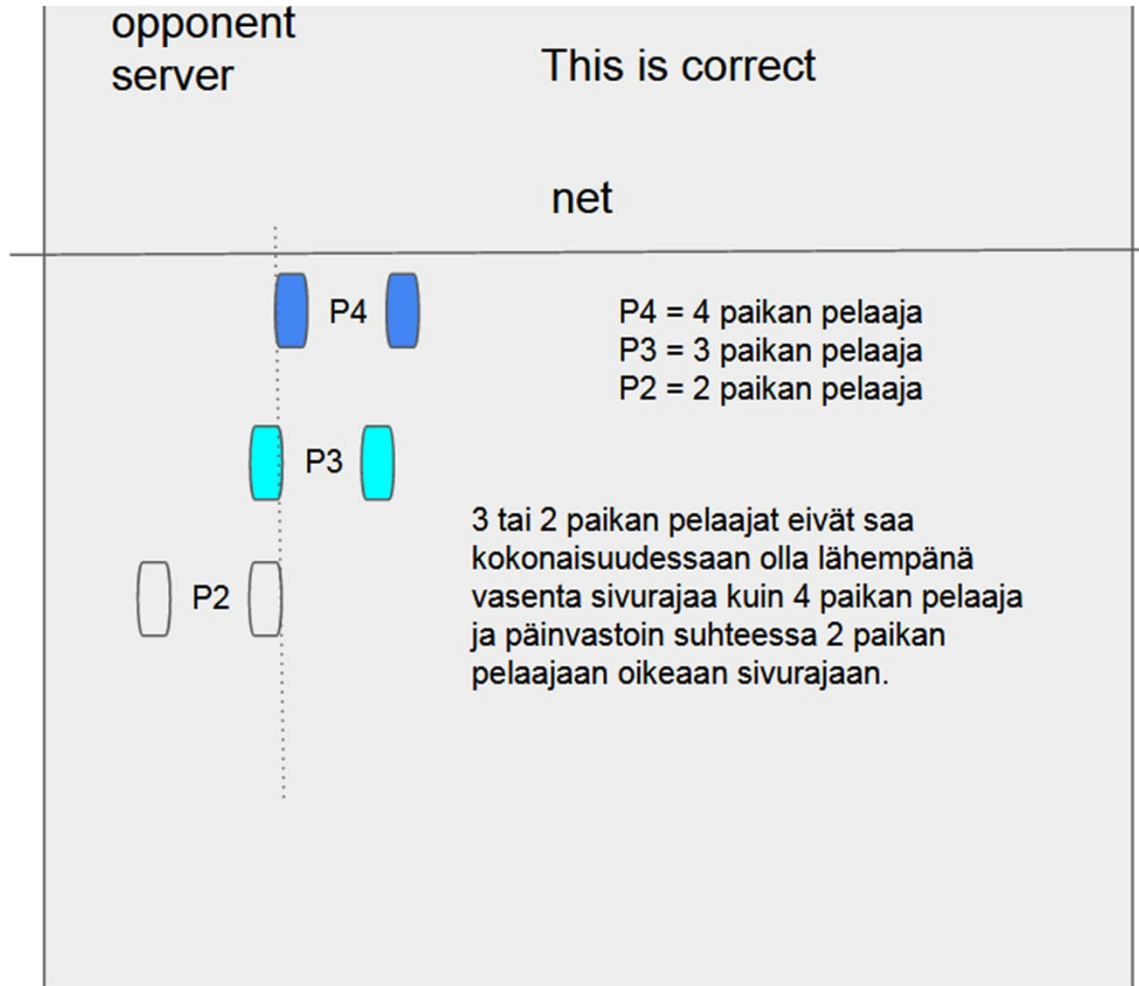 opponent
server
This is correct
net
P4
P4 = 4 paikan pelaaja
P3 = 3 paikan pelaaja
P2 = 2 paikan pelaaja
P3
3 tai 2 paikan pelaajat eivät saa
kokonaisuudessaan olla lähempänä
vasenta sivurajaa kuin 4 paikan pelaaja
ja päinvastoin suhteessa 2 paikan
pelaajaan oikeaan sivurajaan.
P2